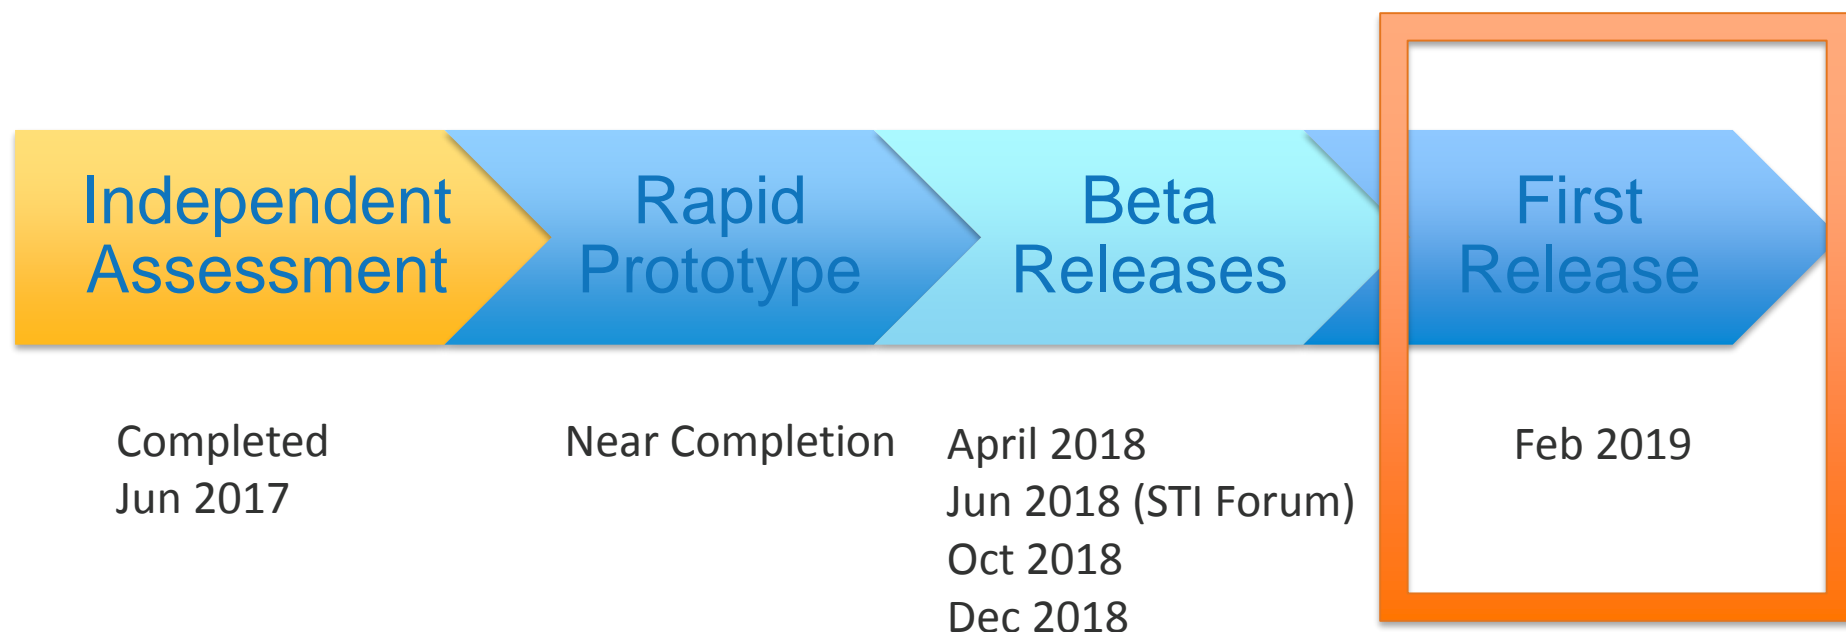 Independent
Assessment
Rapid
Prototype
Beta
Releases
First
Release
Completed
Jun 2017
Near Completion
April 2018
Jun 2018 (STI Forum)
Oct 2018
Dec 2018
Feb 2019